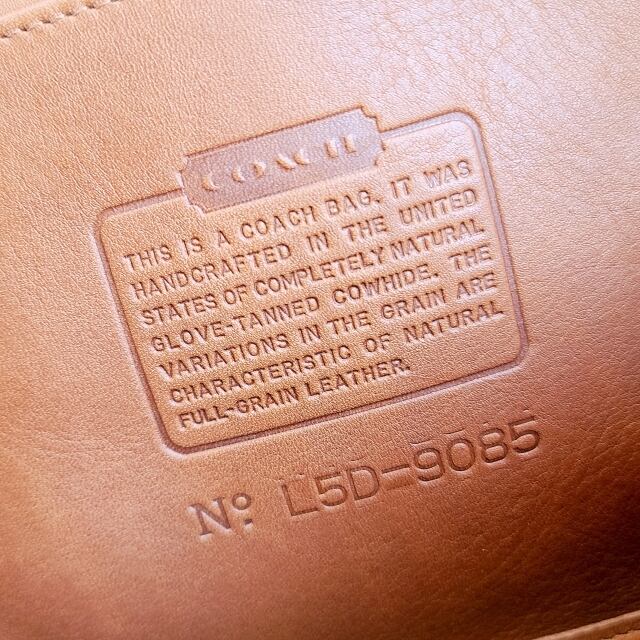 COACH
THIS IS A COACH BAG. IT WAS
HANDCRAFTED IN THE UNITED
STATES OF COMPLETELY NATURAL
GLOVE-TANNED COWHIDE. THE
VARIATIONS IN THE GRAIN ARE
CHARACTERISTIC OF NATURAL
FULL-GRAIN LEATHER.
Nº: L5D-9085